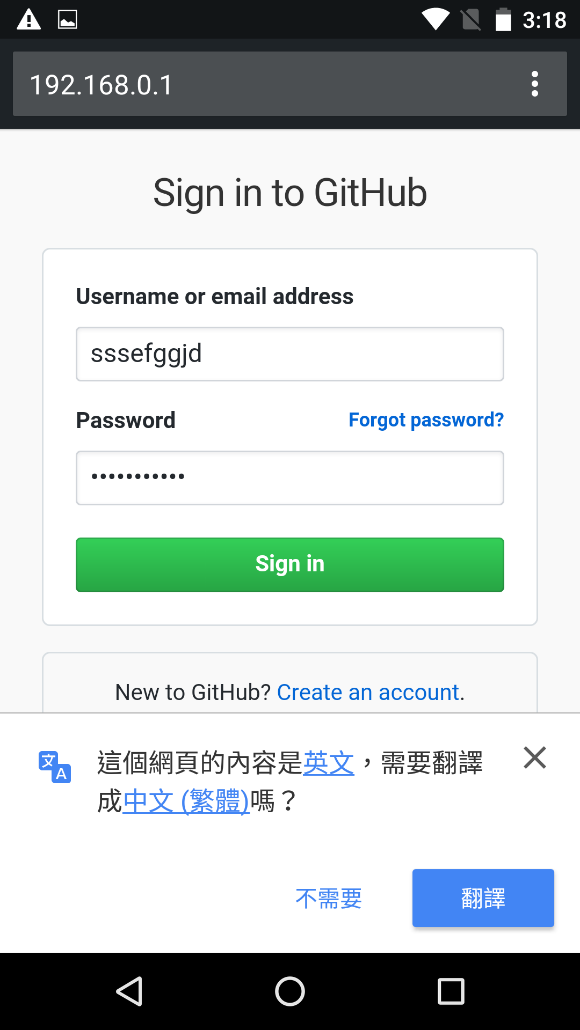 3:18
192.168.0.1
Sign in to GitHub
Username or email address
sssefggjd
Password Forgot password?
•••••••••••
Sign in
New to GitHub? Create an account.
這個網頁的內容是英文，需要翻譯
成中文 (繁體)嗎？
不需要 翻譯